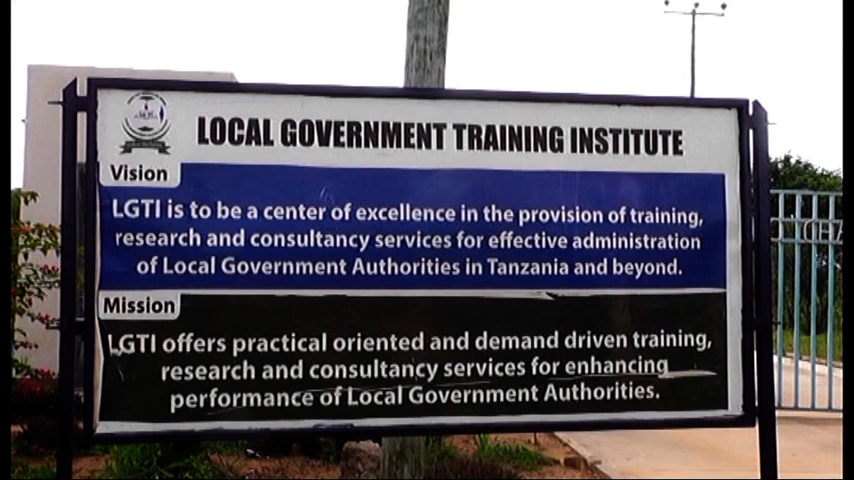 LOCAL GOVERNMENT TRAINING INSTITUTE
Vision
LGTI is to be a center of excellence in the provision of training,
research and consultancy services for effective administration
of Local Government Authorities in Tanzania and beyond.
Mission
LGTI offers practical oriented and demand driven training,
research and consultancy services for enhancing
performance of Local Government Authorities.